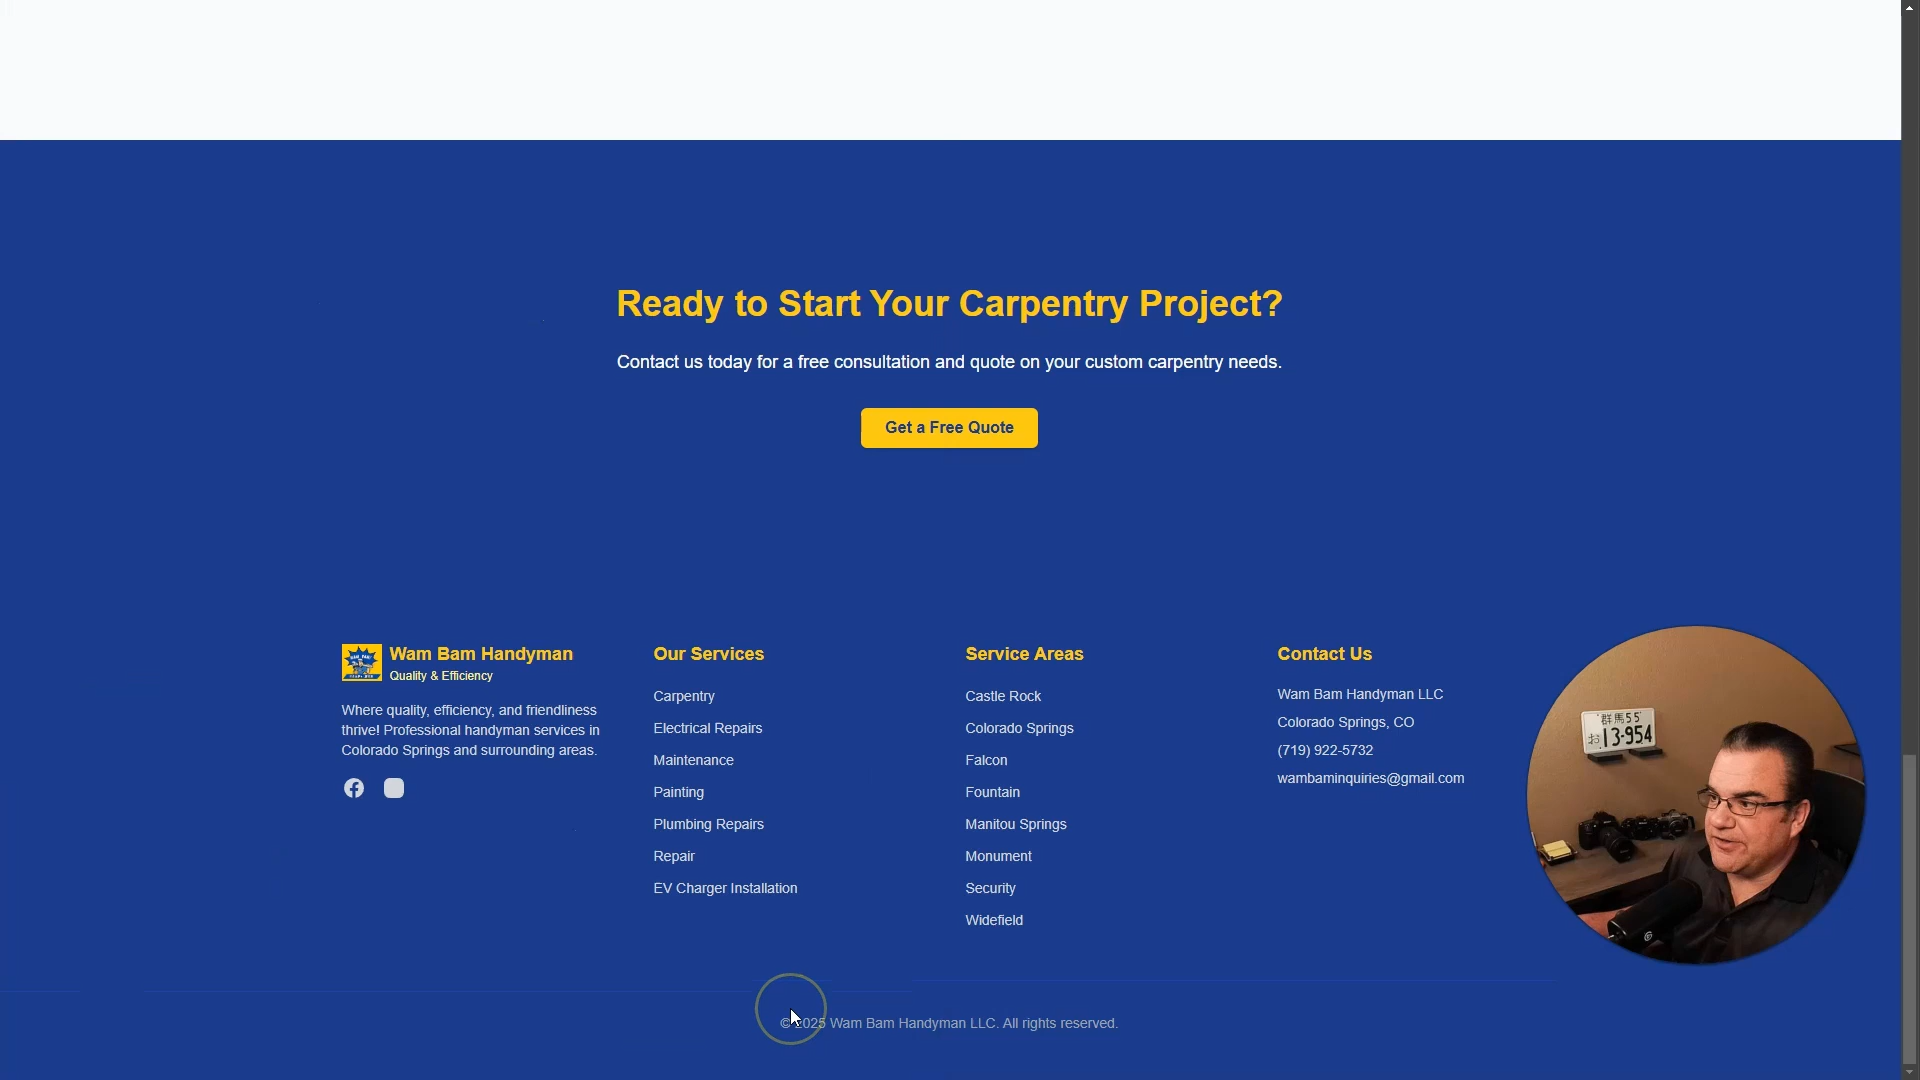 Ready to Start Your Carpentry Project?
Contact us today for a free consultation and quote on your custom carpentry needs.
Get a Free Quote
Wam Bam Handyman
Quality & Efficiency
Where quality, efficiency, and friendliness
thrive! Professional handyman services in
Colorado Springs and surrounding areas.
Our Services
Carpentry
Electrical Repairs
Maintenance
Painting
Plumbing Repairs
Repair
EV Charger Installation
Service Areas
Castle Rock
Colorado Springs
Falcon
Fountain
Manitou Springs
Monument
Security
Widefield
Contact Us
Wam Bam Handyman LLC
Colorado Springs, CO
(719) 922-5732
wambaminquiries@gmail.com
群馬55
お13-954
© 2025 Wam Bam Handyman LLC. All rights reserved.